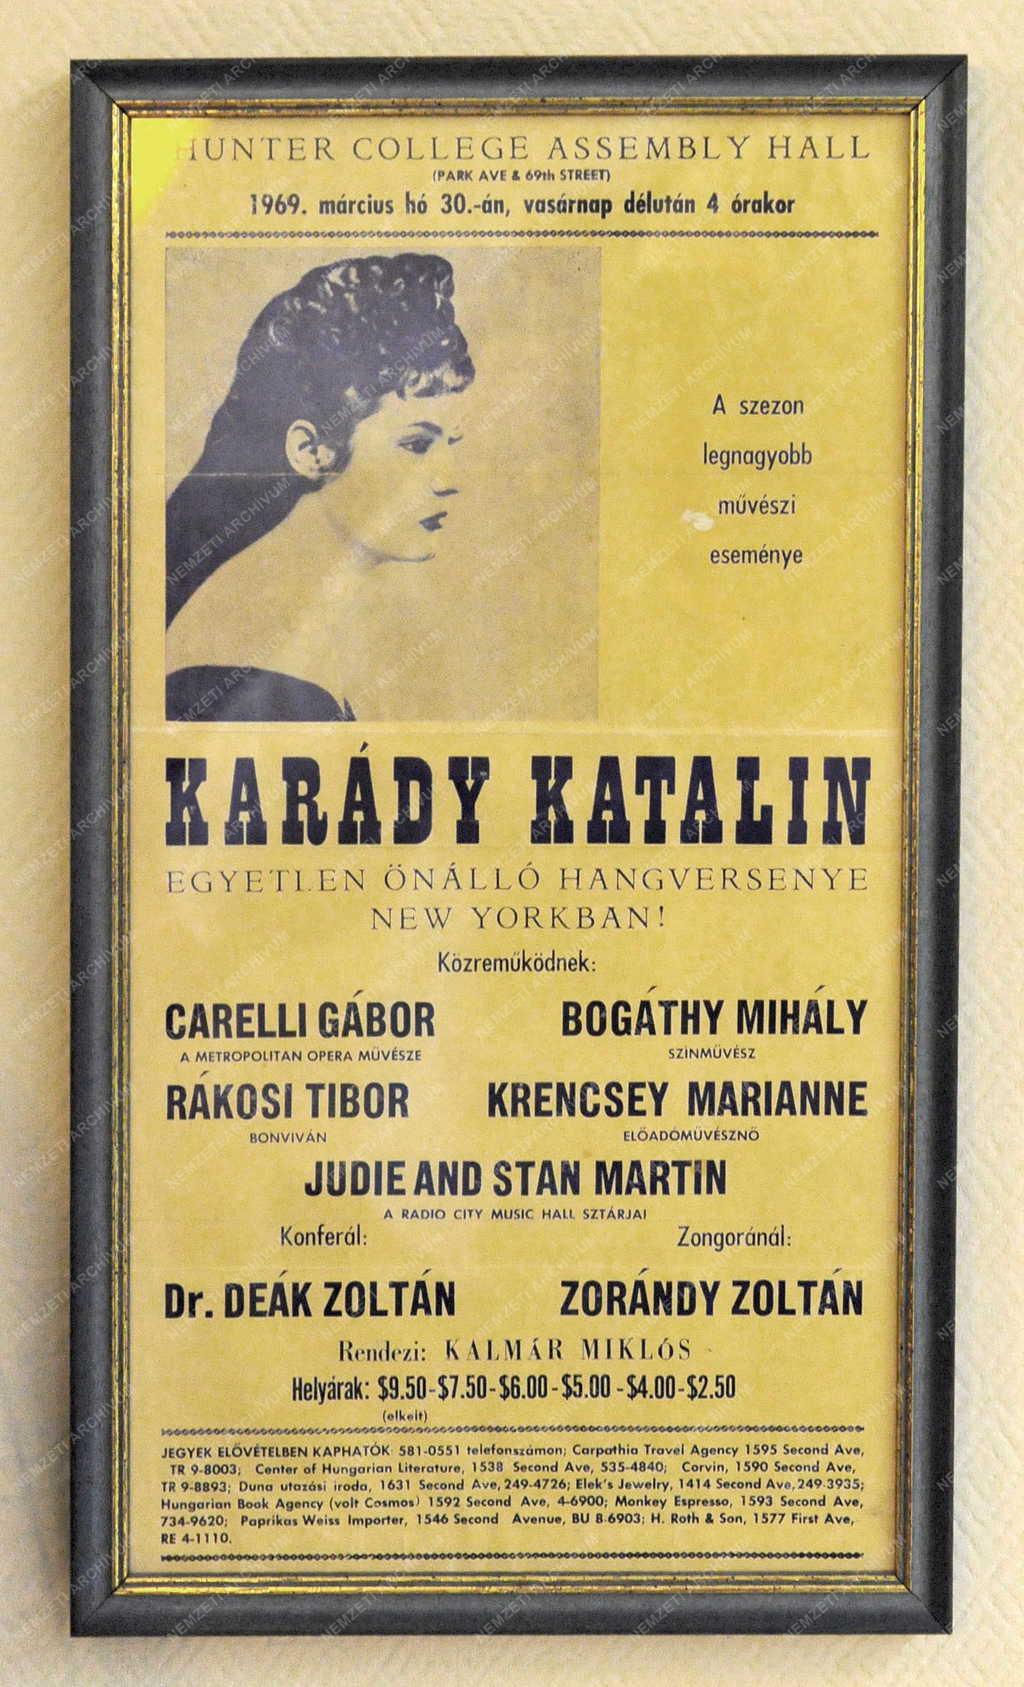 HUNTER COLLEGE ASSEMBLY HALL
(PARK AVE & 69th STREET)
1969. március hó 30.-án, vasárnap délután 4 órakor
A szezon
legnagyobb
művészi
eseménye
KARÁDY KATALIN
EGYETLEN ÖNÁLLÓ HANGVERSENYE
NEW YORKBAN!
Közreműködnek:
CARELLI GÁBOR
A METROPOLITAN OPERA MŰVÉSZE
BOGÁTHY MIHÁLY
SZINMŰVÉSZ
RÁKOSI TIBOR
BONVIVÁN
KRENCSEY MARIANNE
ELŐADÓMŰVÉSZNŐ
JUDIE AND STAN MARTIN
A RADIO CITY MUSIC HALL SZTÁRJAI
Konferál:
Dr. DEÁK ZOLTÁN
Zongoránál:
ZORÁNDY ZOLTÁN
Rendezi: KALMÁR MIKLÓS
Helyárak: $9.50-$7.50-$6.00-$5.00-$4.00-$2.50
(elkelt)
JEGYEK ELŐVÉTELBEN KAPHATÓK: 581-0551 telefonszámon; Carpathia Travel Agency 1595 Second Ave,
TR 9-8003; Center of Hungarian Literature, 1538 Second Ave, 535-4840; Corvin, 1590 Second Ave,
TR 9-8893; Duna utazási iroda, 1631 Second Ave, 249-4726; Elek's Jewelry, 1414 Second Ave, 249-3935;
Hungarian Book Agency (volt Cosmos) 1592 Second Ave, 4-6900; Monkey Espresso, 1593 Second Ave,
734-9620; Paprikas Weiss Importer, 1546 Second Avenue, BU 8-6903; H. Roth & Son, 1577 First Ave,
RE 4-1110.
NEMZETI ARCHIVUM